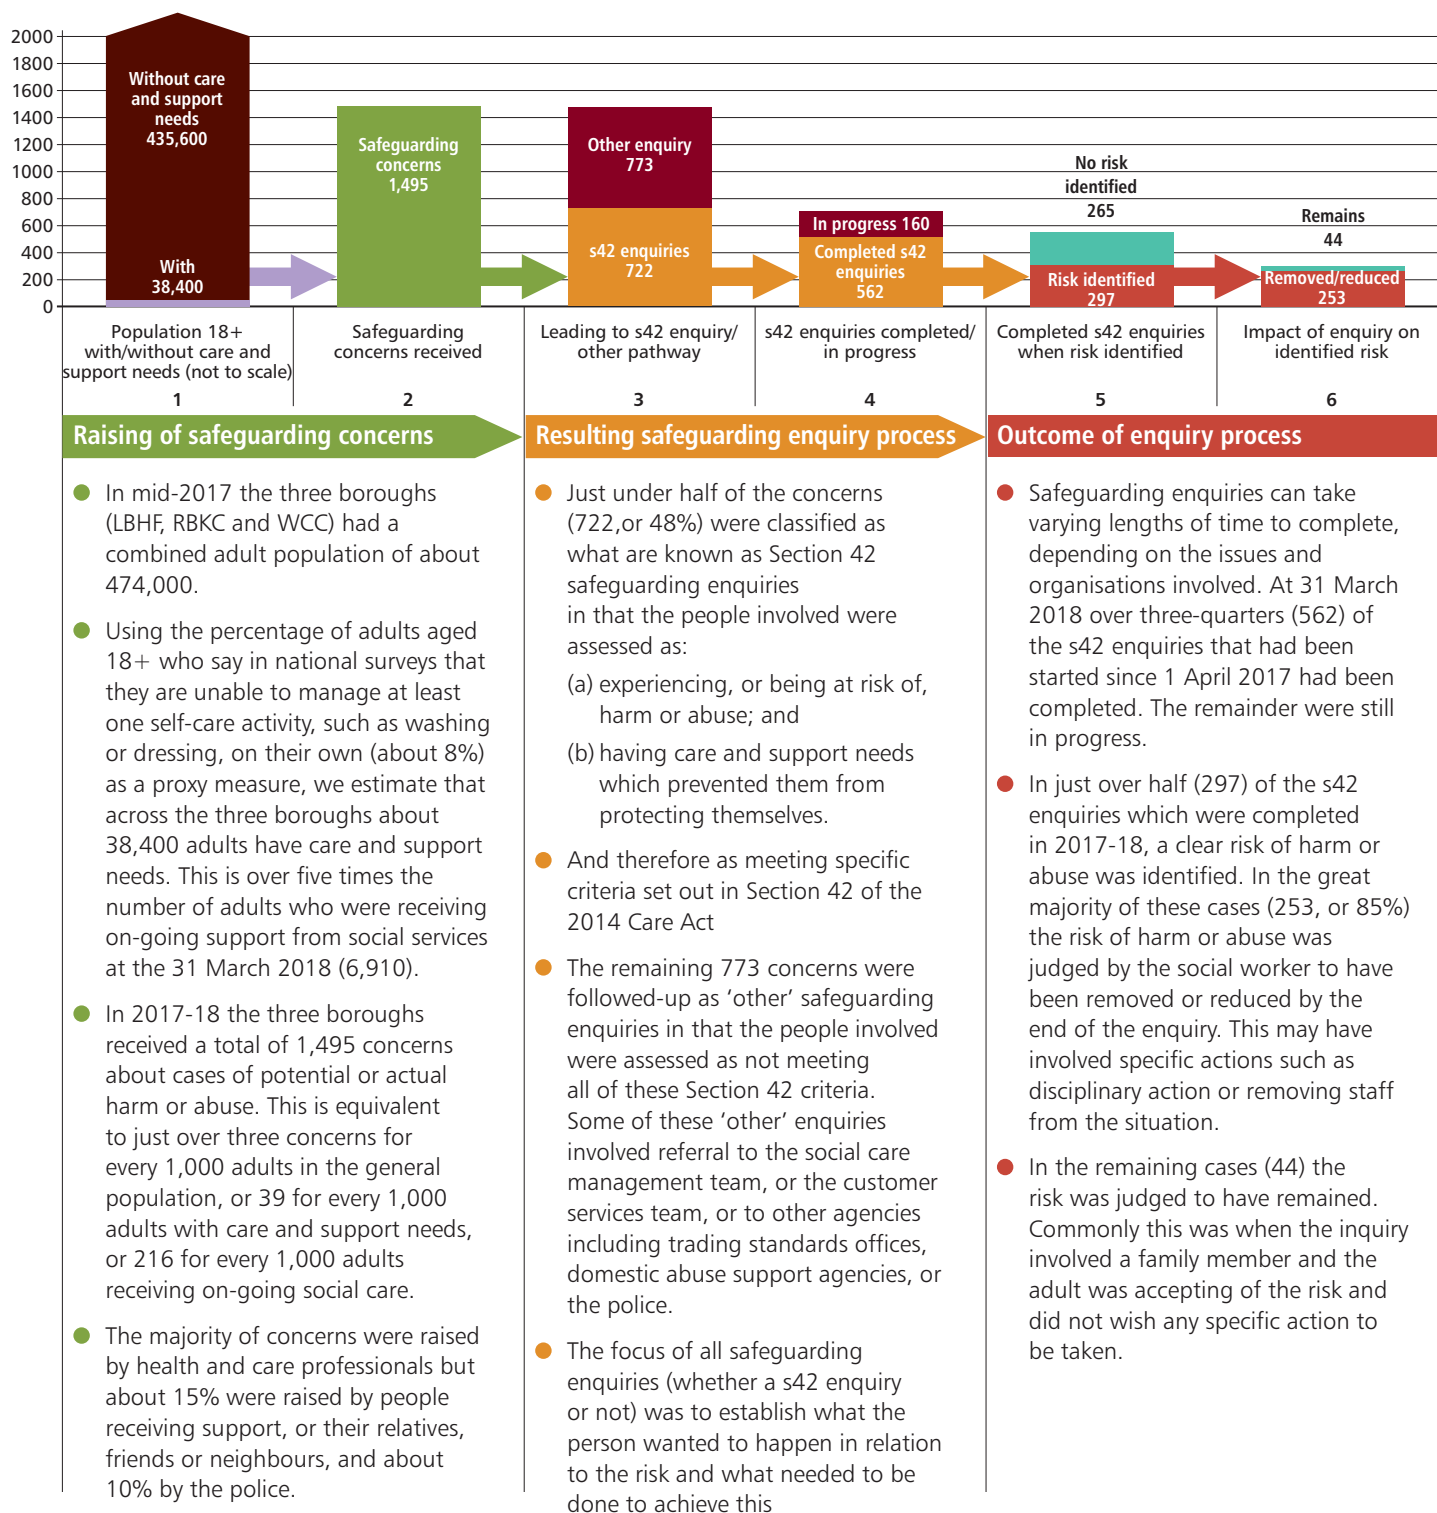 2000
1800
1600
1400
1200
1000
800
600
400
200
0
Without care
and support
needs
435,600
With
38,400
Safeguarding
concerns
1,495
Other enquiry
773
s42 enquiries
722
In progress 160
Completed s42
enquiries
562
No risk
identified
265
Risk identified
297
Remains
44
Removed/reduced
253
Population 18+
with/without care and
support needs (not to scale)
1
Safeguarding
concerns received
2
Leading to s42 enquiry/
other pathway
3
s42 enquiries completed/
in progress
4
Completed s42 enquiries
when risk identified
5
Impact of enquiry on
identified risk
6
Raising of safeguarding concerns
In mid-2017 the three boroughs
(LBHF, RBKC and WCC) had a
combined adult population of about
474,000.
Using the percentage of adults aged
18+ who say in national surveys that
they are unable to manage at least
one self-care activity, such as washing
or dressing, on their own (about 8%)
as a proxy measure, we estimate that
across the three boroughs about
38,400 adults have care and support
needs. This is over five times the
number of adults who were receiving
on-going support from social services
at the 31 March 2018 (6,910).
In 2017-18 the three boroughs
received a total of 1,495 concerns
about cases of potential or actual
harm or abuse. This is equivalent
to just over three concerns for
every 1,000 adults in the general
population, or 39 for every 1,000
adults with care and support needs,
or 216 for every 1,000 adults
receiving on-going social care.
The majority of concerns were raised
by health and care professionals but
about 15% were raised by people
receiving support, or their relatives,
friends or neighbours, and about
10% by the police.
Resulting safeguarding enquiry process
Just under half of the concerns
(722,or 48%) were classified as
what are known as Section 42
safeguarding enquiries
in that the people involved were
assessed as:
(a) experiencing, or being at risk of,
harm or abuse; and
(b) having care and support needs
which prevented them from
protecting themselves.
And therefore as meeting specific
criteria set out in Section 42 of the
2014 Care Act
The remaining 773 concerns were
followed-up as ‘other’ safeguarding
enquiries in that the people involved
were assessed as not meeting
all of these Section 42 criteria.
Some of these ‘other’ enquiries
involved referral to the social care
management team, or the customer
services team, or to other agencies
including trading standards offices,
domestic abuse support agencies, or
the police.
The focus of all safeguarding
enquiries (whether a s42 enquiry
or not) was to establish what the
person wanted to happen in relation
to the risk and what needed to be
done to achieve this
Outcome of enquiry process
Safeguarding enquiries can take
varying lengths of time to complete,
depending on the issues and
organisations involved. At 31 March
2018 over three-quarters (562) of
the s42 enquiries that had been
started since 1 April 2017 had been
completed. The remainder were still
in progress.
In just over half (297) of the s42
enquiries which were completed
in 2017-18, a clear risk of harm or
abuse was identified. In the great
majority of these cases (253, or 85%)
the risk of harm or abuse was
judged by the social worker to have
been removed or reduced by the
end of the enquiry. This may have
involved specific actions such as
disciplinary action or removing staff
from the situation.
In the remaining cases (44) the
risk was judged to have remained.
Commonly this was when the inquiry
involved a family member and the
adult was accepting of the risk and
did not wish any specific action to
be taken.